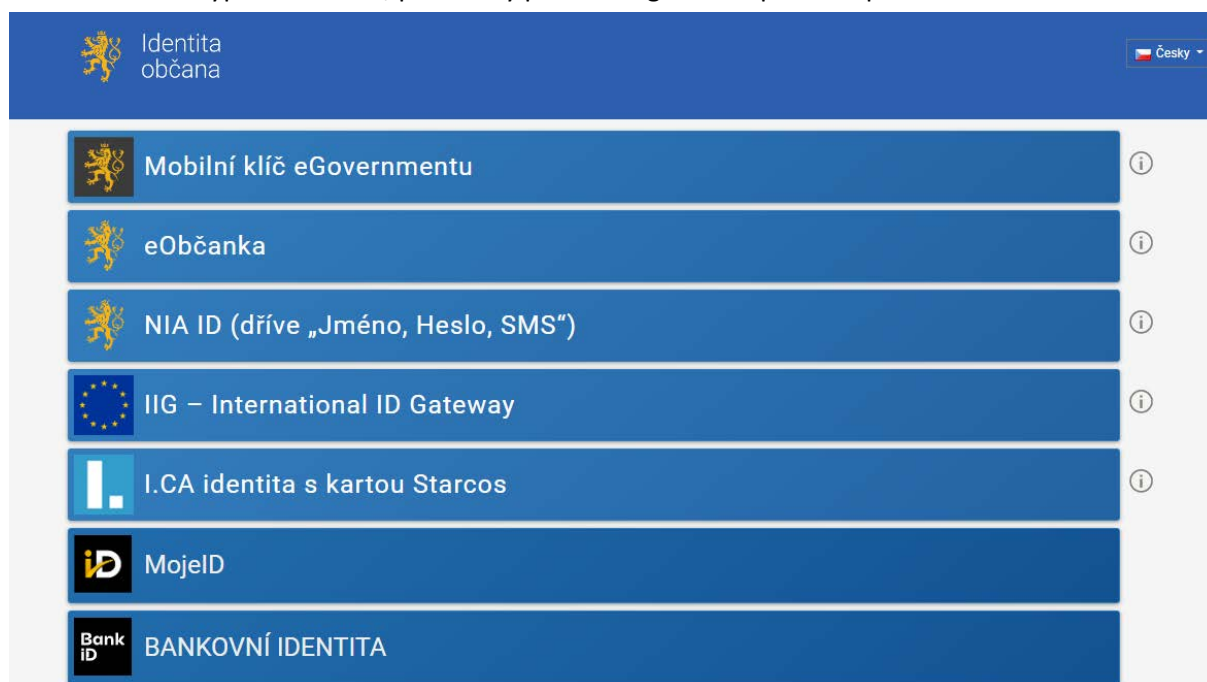 Identita
občana
Česky
Mobilní klíč eGovernmentu
eObčanka
NIA ID (dříve „Jméno, Heslo, SMS“)
IIG – International ID Gateway
I.CA identita s kartou Starcos
iD MojeID
Bank
iD
BANKOVNÍ IDENTITA